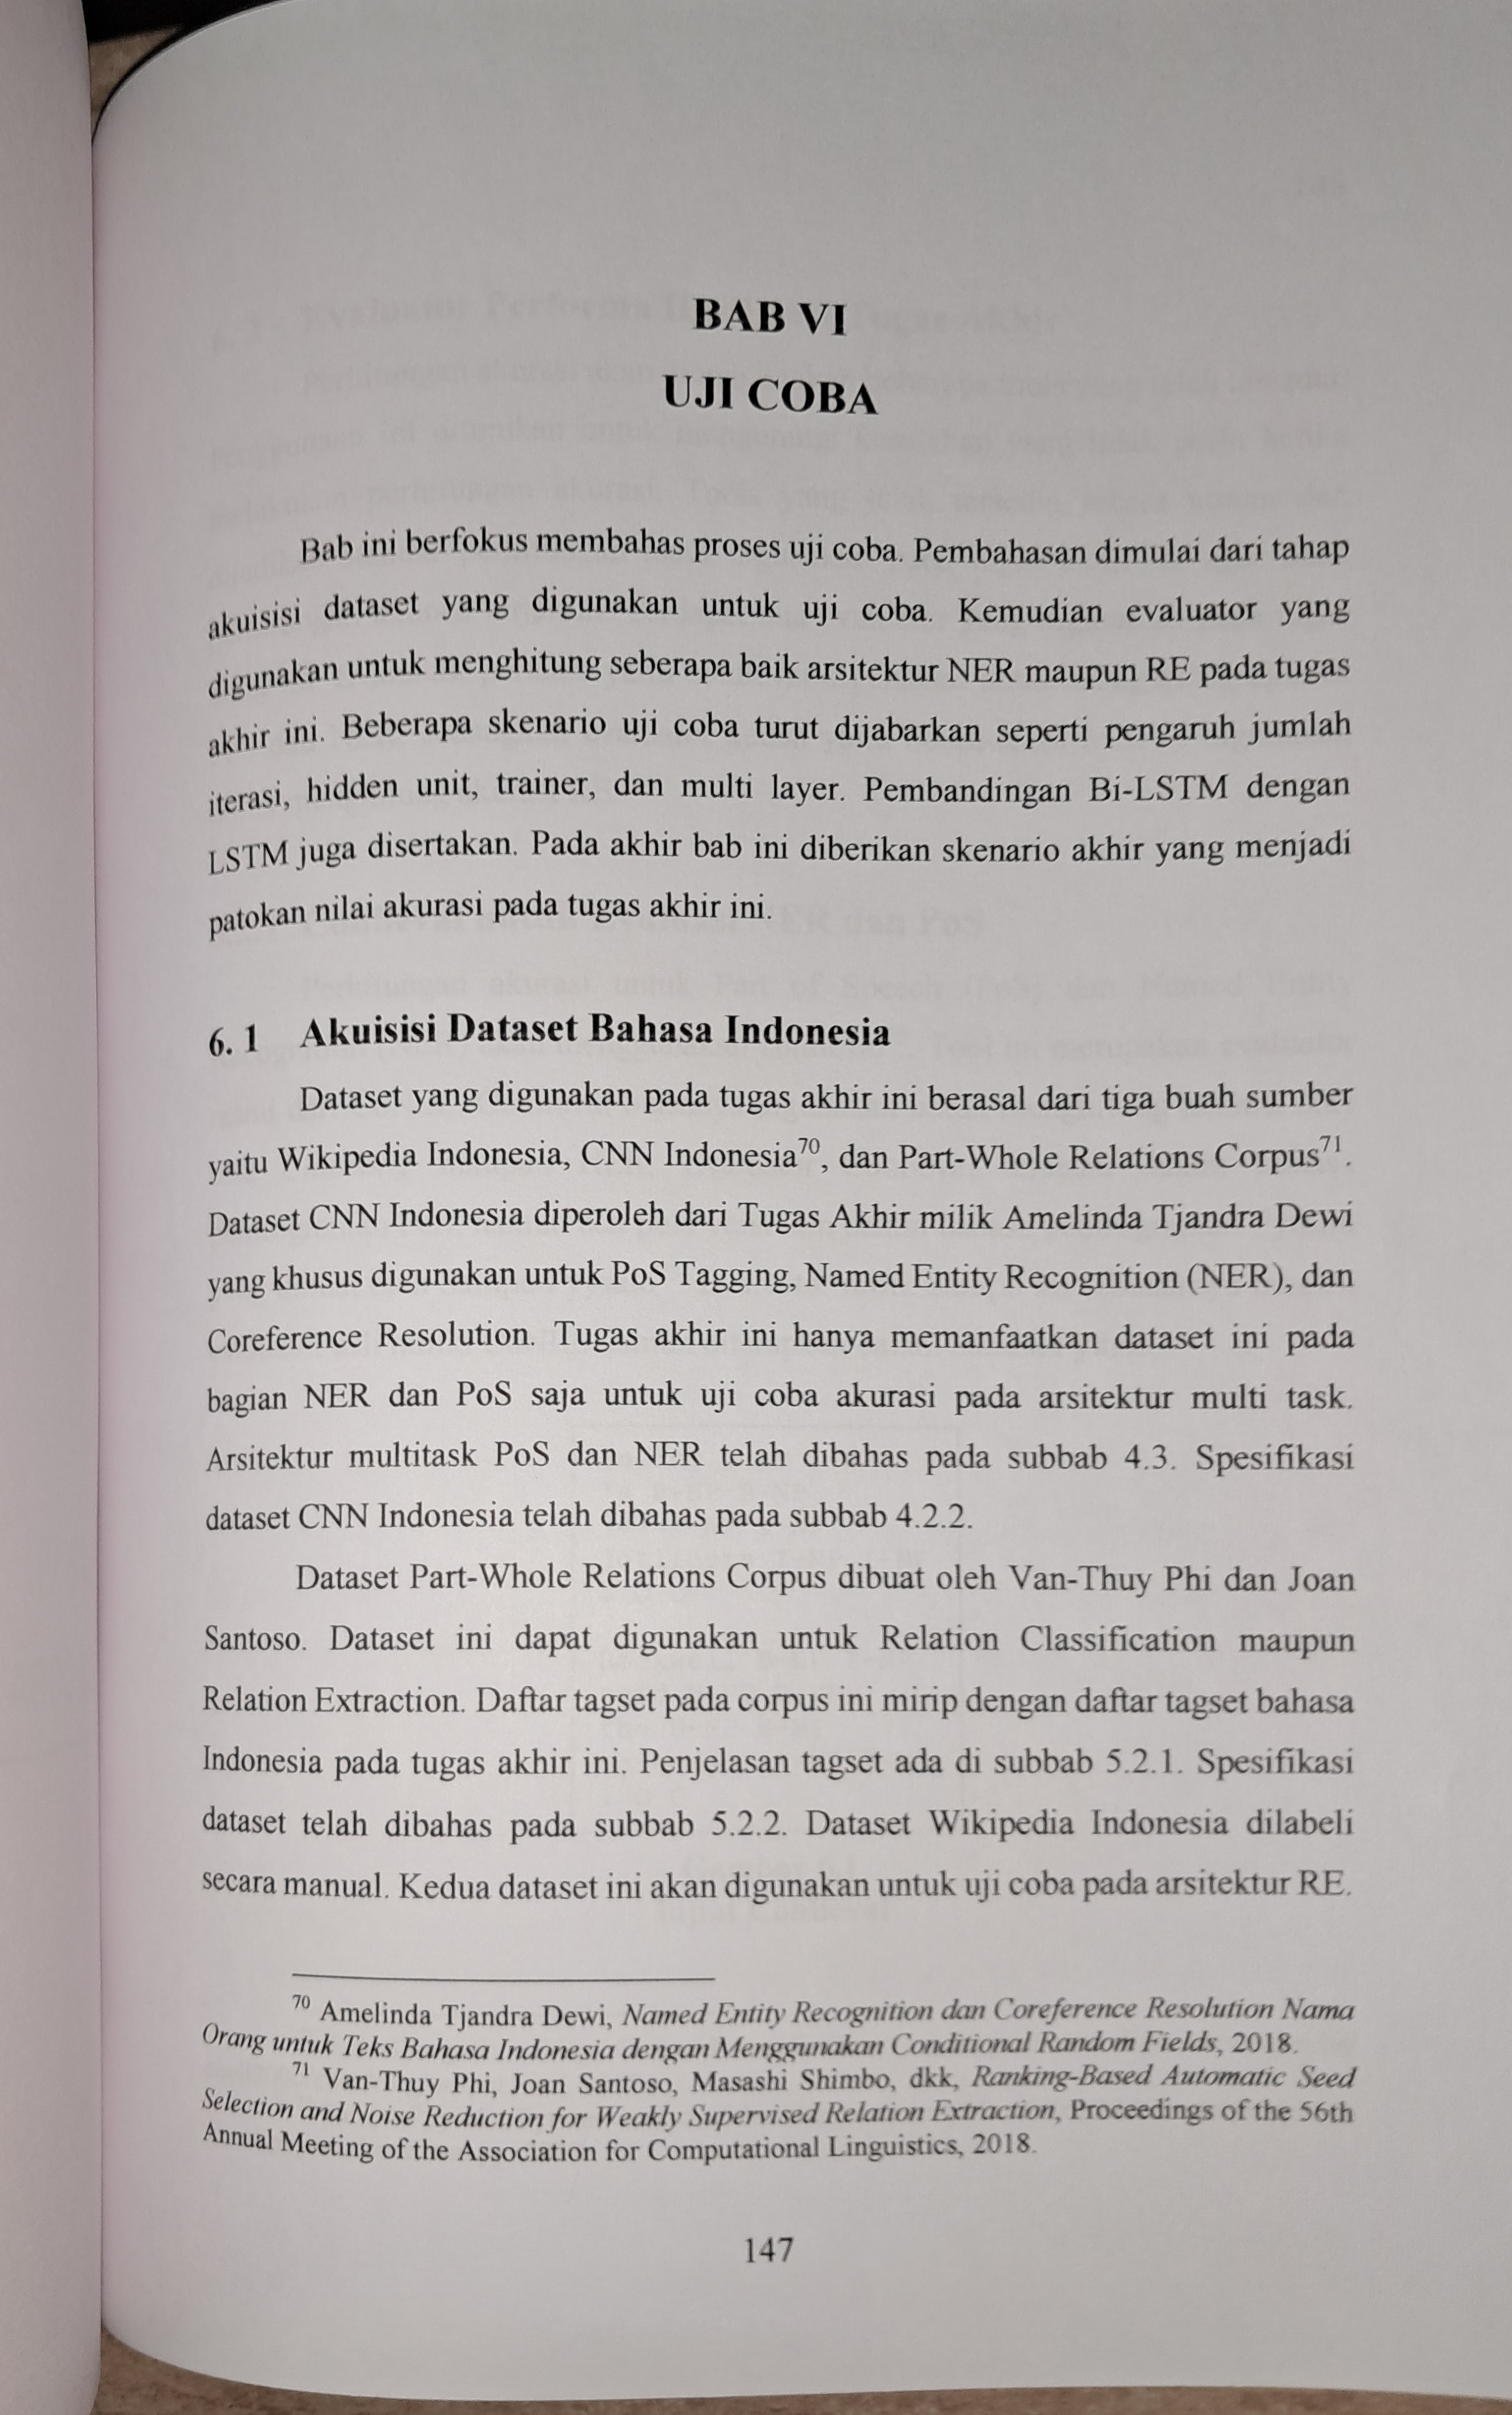 BAB VI
UJI COBA
Bab ini berfokus membahas proses uji coba. Pembahasan dimulai dari tahap
akuisisi dataset yang digunakan untuk uji coba. Kemudian evaluator yang
digunakan untuk menghitung seberapa baik arsitektur NER maupun RE pada tugas
akhir ini. Beberapa skenario uji coba turut dijabarkan seperti pengaruh jumlah
iterasi, hidden unit, trainer, dan multi layer. Pembandingan Bi-LSTM dengan
LSTM juga disertakan. Pada akhir bab ini diberikan skenario akhir yang menjadi
patokan nilai akurasi pada tugas akhir ini.
6. 1 Akuisisi Dataset Bahasa Indonesia
Dataset yang digunakan pada tugas akhir ini berasal dari tiga buah sumber
yaitu Wikipedia Indonesia, CNN Indonesia⁷⁰, dan Part-Whole Relations Corpus⁷¹.
Dataset CNN Indonesia diperoleh dari Tugas Akhir milik Amelinda Tjandra Dewi
yang khusus digunakan untuk PoS Tagging, Named Entity Recognition (NER), dan
Coreference Resolution. Tugas akhir ini hanya memanfaatkan dataset ini pada
bagian NER dan PoS saja untuk uji coba akurasi pada arsitektur multi task.
Arsitektur multitask PoS dan NER telah dibahas pada subbab 4.3. Spesifikasi
dataset CNN Indonesia telah dibahas pada subbab 4.2.2.
Dataset Part-Whole Relations Corpus dibuat oleh Van-Thuy Phi dan Joan
Santoso. Dataset ini dapat digunakan untuk Relation Classification maupun
Relation Extraction. Daftar tagset pada corpus ini mirip dengan daftar tagset bahasa
Indonesia pada tugas akhir ini. Penjelasan tagset ada di subbab 5.2.1. Spesifikasi
dataset telah dibahas pada subbab 5.2.2. Dataset Wikipedia Indonesia dilabeli
secara manual. Kedua dataset ini akan digunakan untuk uji coba pada arsitektur RE.
⁷⁰ Amelinda Tjandra Dewi, Named Entity Recognition dan Coreference Resolution Nama
Orang untuk Teks Bahasa Indonesia dengan Menggunakan Conditional Random Fields, 2018.
⁷¹ Van-Thuy Phi, Joan Santoso, Masashi Shimbo, dkk, Ranking-Based Automatic Seed
Selection and Noise Reduction for Weakly Supervised Relation Extraction, Proceedings of the 56th
Annual Meeting of the Association for Computational Linguistics, 2018.
147